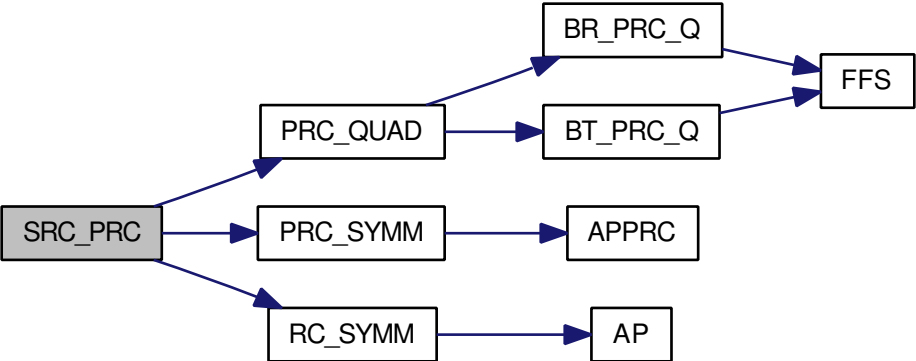 BR_PRC_Q
FFS
PRC_QUAD
BT_PRC_Q
SRC_PRC
PRC_SYMM
APPRC
RC_SYMM
AP